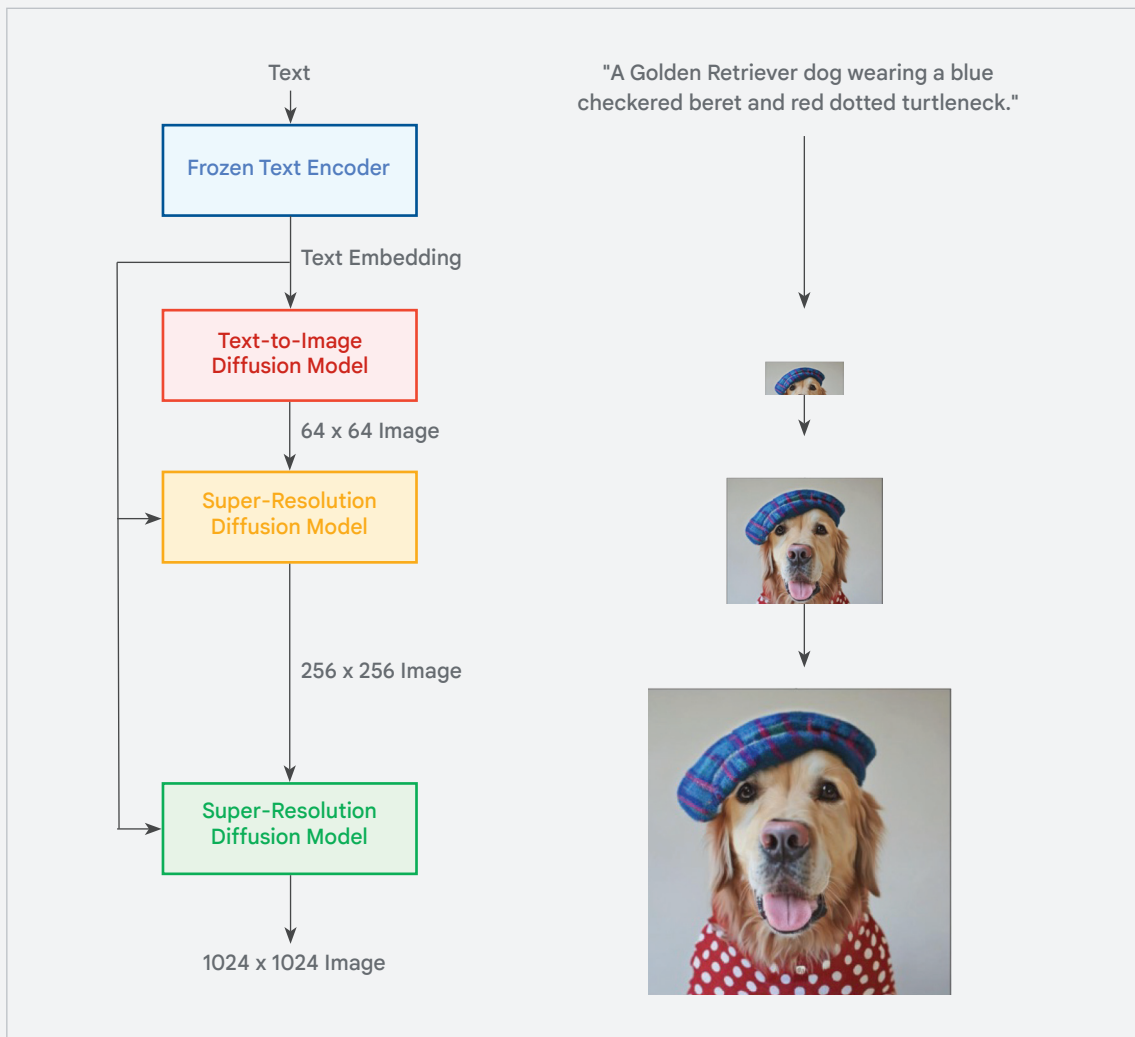 Text
"A Golden Retriever dog wearing a blue
checkered beret and red dotted turtleneck."
Frozen Text Encoder
Text Embedding
Text-to-Image
Diffusion Model
64 x 64 Image
Super-Resolution
Diffusion Model
256 x 256 Image
Super-Resolution
Diffusion Model
1024 x 1024 Image